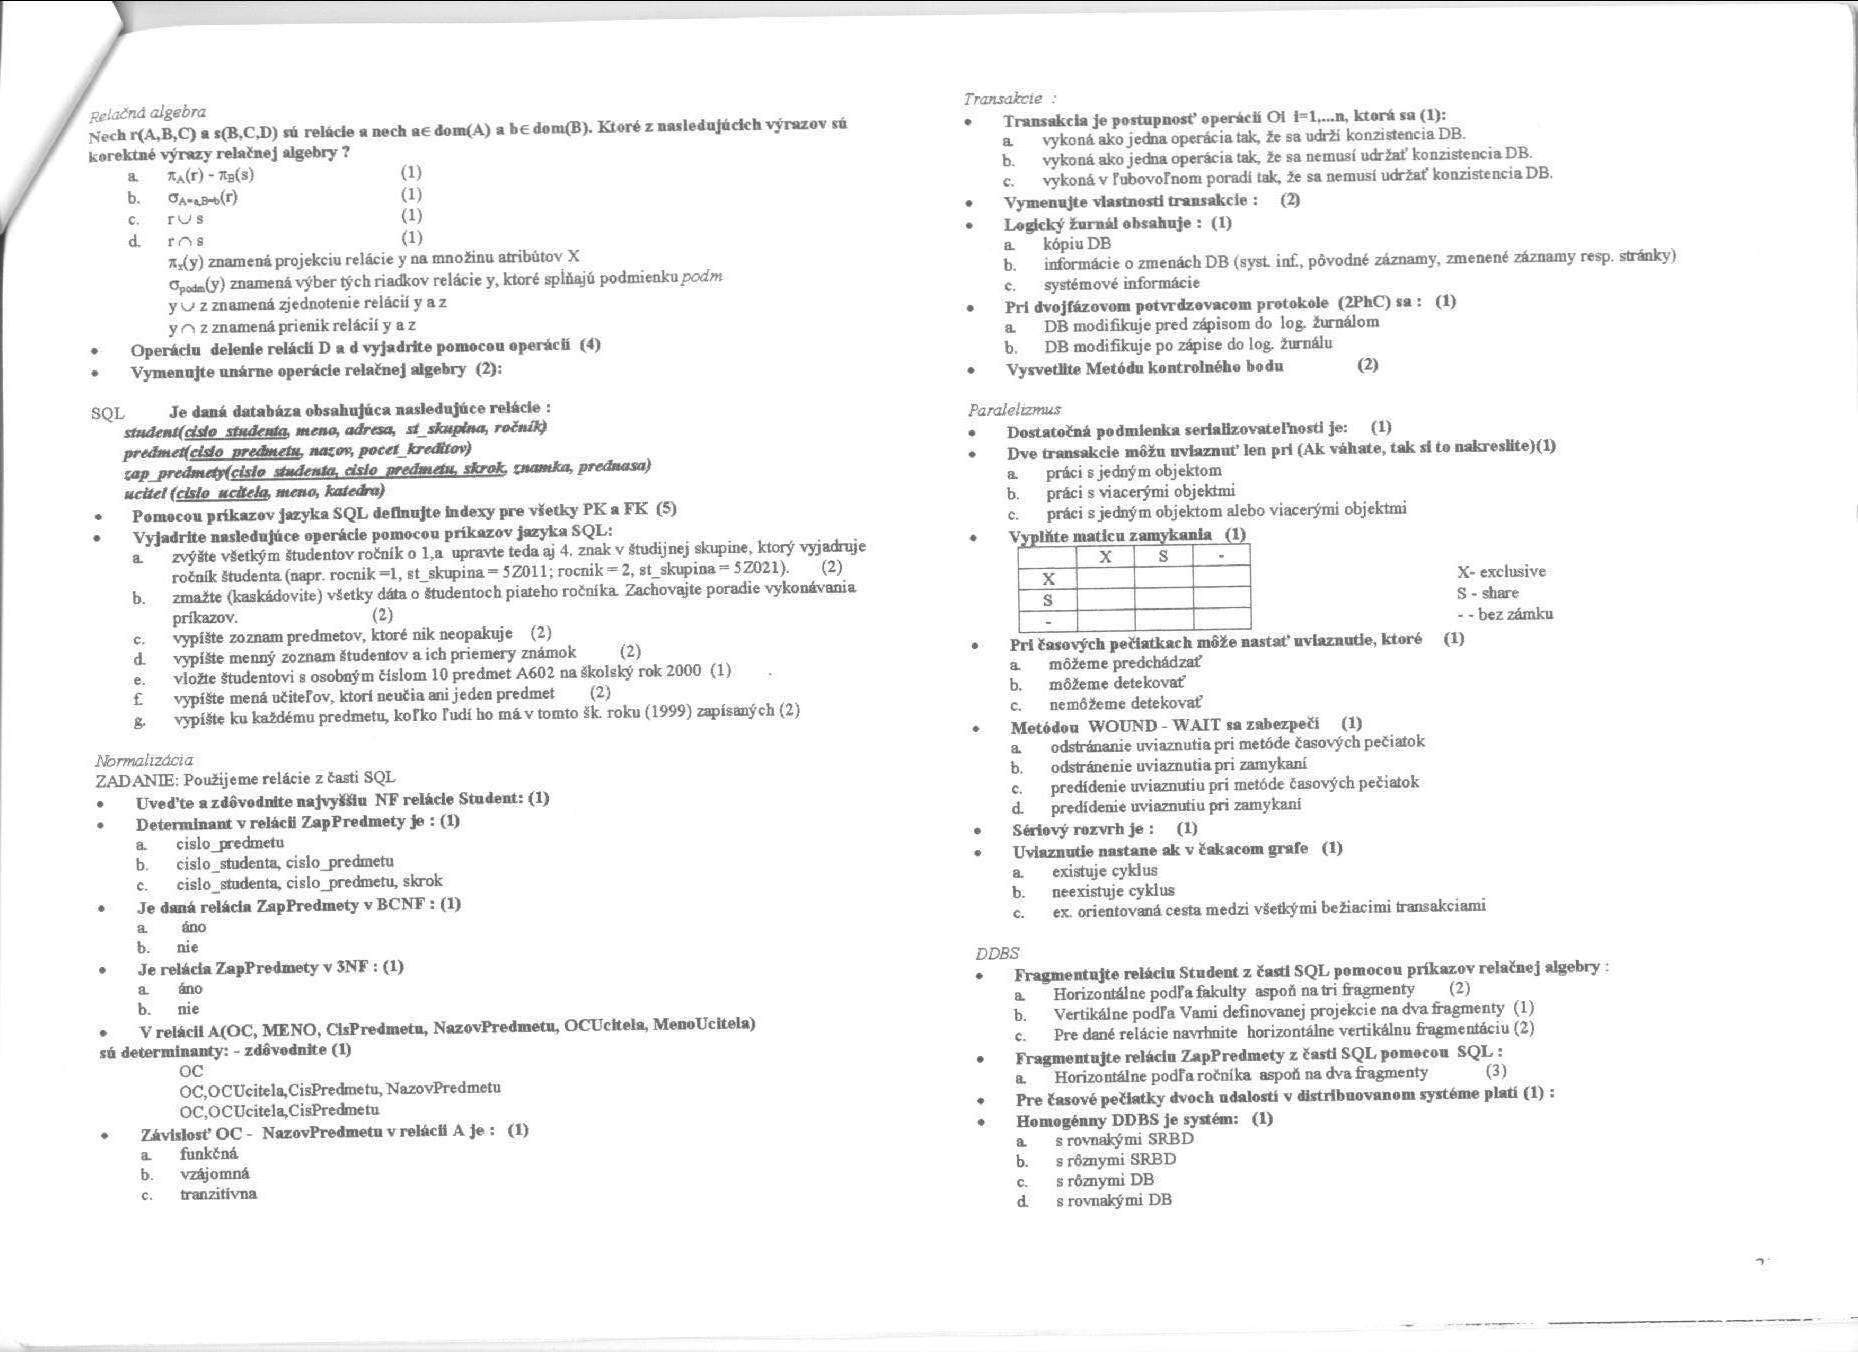 Relačná algebra
Nech r(A,B,C) a s(B,C,D) sú relácie a nech a∈ dom(A) a b∈ dom(B). Ktoré z nasledujúcich výrazov sú
korektné výrazy relačnej algebry ?
a. πA(r) - πB(s) (1)
b. σA=a,B=b(r) (1)
c. r ∪ s (1)
d. r ∩ s (1)
πx(y) znamená projekciu relácie y na množinu atribútov X
σpodm(y) znamená výber tých riadkov relácie y, ktoré spĺňajú podmienku podm
y ∪ z znamená zjednotenie relácií y a z
y ∩ z znamená prienik relácií y a z
• Operáciu delenie relácií D a d vyjadrite pomocou operácií (4)
• Vymenujte unárne operácie relačnej algebry (2):
SQL Je daná databáza obsahujúca nasledujúce relácie :
student(cislo_studenta, meno, adresa, st_skupina, ročník)
predmet(cislo_predmetu, nazov, pocet_kreditov)
zap_predmety(cislo_studenta, cislo_predmetu, skrok, znamka, prednasa)
ucitel (cislo_ucitela, meno, katedra)
• Pomocou príkazov jazyka SQL definujte indexy pre všetky PK a FK (5)
• Vyjadrite nasledujúce operácie pomocou príkazov jazyka SQL:
a. zvýšte všetkým študentov ročník o 1,a upravte teda aj 4. znak v študijnej skupine, ktorý vyjadruje
ročník študenta (napr. rocnik =1, st_skupina = 5Z011; rocnik = 2, st_skupina = 5Z021). (2)
b. zmažte (kaskádovite) všetky dáta o študentoch piateho ročníka. Zachovajte poradie vykonávania
príkazov. (2)
c. vypíšte zoznam predmetov, ktoré nik neopakuje (2)
d. vypíšte menný zoznam študentov a ich priemery známok (2)
e. vložte študentovi s osobným číslom 10 predmet A602 na školský rok 2000 (1)
f. vypíšte mená učiteľov, ktorí neučia ani jeden predmet (2)
g. vypíšte ku každému predmetu, koľko ľudí ho má v tomto šk. roku (1999) zapísaných (2)
Normalizácia
ZADANIE: Použijeme relácie z časti SQL
• Uveďte a zdôvodnite najvyššiu NF relácie Student: (1)
• Determinant v relácii ZapPredmety je : (1)
a. cislo_predmetu
b. cislo_studenta, cislo_predmetu
c. cislo_studenta, cislo_predmetu, skrok
• Je daná relácia ZapPredmety v BCNF : (1)
a. áno
b. nie
• Je relácia ZapPredmety v 3NF : (1)
a. áno
b. nie
• V relácii A(OC, MENO, CisPredmetu, NazovPredmetu, OCUcitela, MenoUcitela)
sú determinanty: - zdôvodnite (1)
OC
OC,OCUcitela,CisPredmetu, NazovPredmetu
OC,OCUcitela,CisPredmetu
• Závislosť OC - NazovPredmetu v relácii A je : (1)
a. funkčná
b. vzájomná
c. tranzitívna
Transakcie :
• Transakcia je postupnosť operácií Oi i=1,...n, ktorá sa (1):
a. vykoná ako jedna operácia tak, že sa udrží konzistencia DB.
b. vykoná ako jedna operácia tak, že sa nemusí udržať konzistencia DB.
c. vykoná v ľubovoľnom poradí tak, že sa nemusí udržať konzistencia DB.
• Vymenujte vlastnosti transakcie : (2)
• Logický žurnál obsahuje : (1)
a. kópiu DB
b. informácie o zmenách DB (syst. inf., pôvodné záznamy, zmenené záznamy resp. stránky)
c. systémové informácie
• Pri dvojfázovom potvrdzovacom protokole (2PhC) sa : (1)
a. DB modifikuje pred zápisom do log. žurnálom
b. DB modifikuje po zápise do log. žurnálu
• Vysvetlite Metódu kontrolného bodu (2)
Paralelizmus
• Dostatočná podmienka serializovateľnosti je: (1)
• Dve transakcie môžu uviaznuť len pri (Ak váhate, tak si to nakreslite)(1)
a. práci s jedným objektom
b. práci s viacerými objektmi
c. práci s jedným objektom alebo viacerými objektmi
• Vyplňte maticu zamykania (1)
X S -
X
S
-
X- exclusive
S - share
- - bez zámku
• Pri časových pečiatkach môže nastať uviaznutie, ktoré (1)
a. môžeme predchádzať
b. môžeme detekovať
c. nemôžeme detekovať
• Metódou WOUND - WAIT sa zabezpečí (1)
a. odstránanie uviaznutia pri metóde časových pečiatok
b. odstránenie uviaznutia pri zamykaní
c. predídenie uviaznutiu pri metóde časových pečiatok
d. predídenie uviaznutiu pri zamykaní
• Sériový rozvrh je : (1)
• Uviaznutie nastane ak v čakacom grafe (1)
a. existuje cyklus
b. neexistuje cyklus
c. ex. orientovaná cesta medzi všetkými bežiacimi transakciami
DDBS
• Fragmentujte reláciu Student z časti SQL pomocou príkazov relačnej algebry :
a. Horizontálne podľa fakulty aspoň na tri fragmenty (2)
b. Vertikálne podľa Vami definovanej projekcie na dva fragmenty (1)
c. Pre dané relácie navrhnite horizontálne vertikálnu fragmentáciu (2)
• Fragmentujte reláciu ZapPredmety z časti SQL pomocou SQL :
a. Horizontálne podľa ročníka aspoň na dva fragmenty (3)
• Pre časové pečiatky dvoch udalostí v distribuovanom systéme platí (1) :
• Homogénny DDBS je systém: (1)
a. s rovnakými SRBD
b. s rôznymi SRBD
c. s rôznymi DB
d. s rovnakými DB